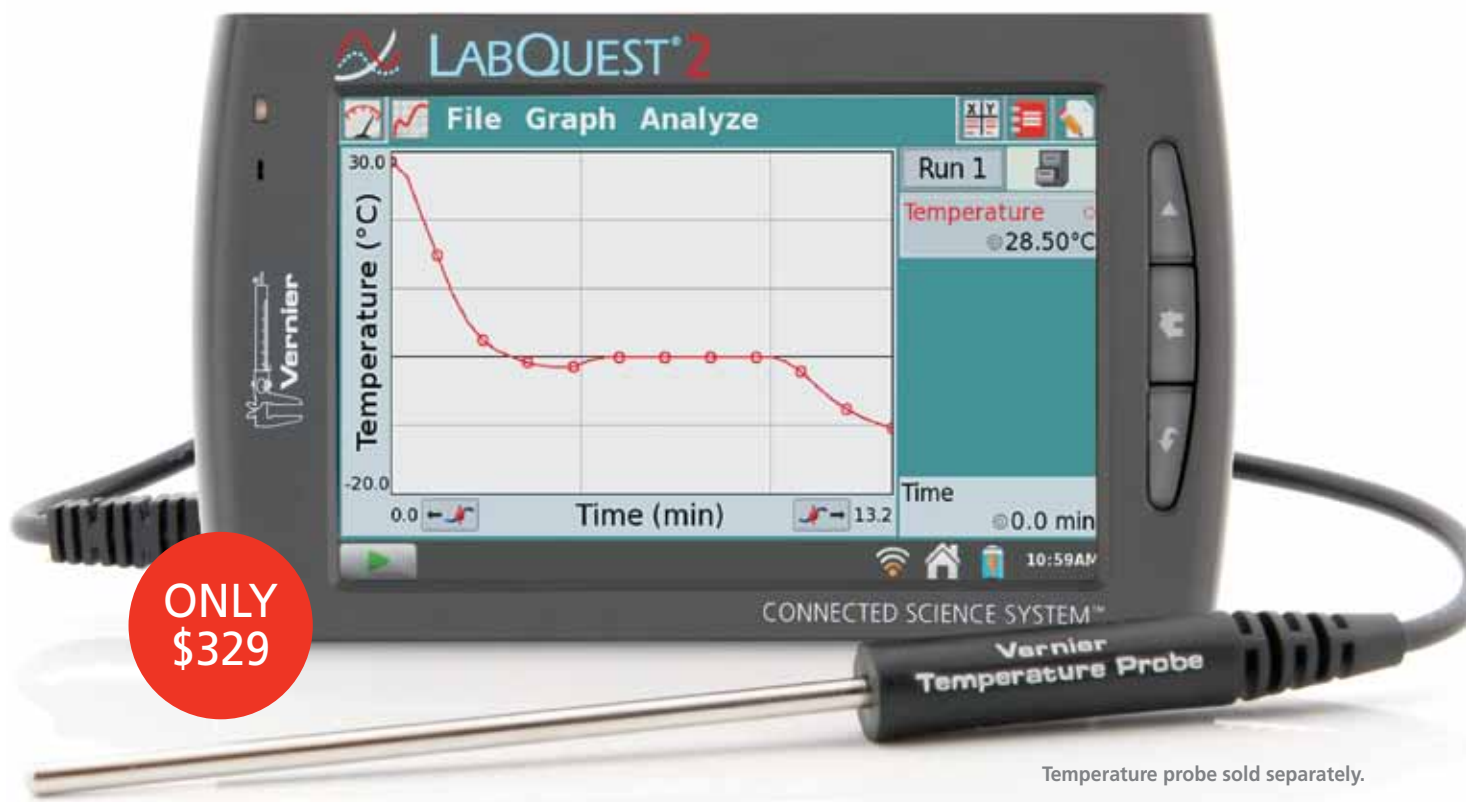 LABQUEST® 2
File Graph Analyze
X Y
30.0
Run 1
Temperature
28.50°C
Temperature (°C)
Vernier
-20.0
0.0
Time (min)
13.2
Time
0.0 min
10:59AM
CONNECTED SCIENCE SYSTEM™
ONLY
$329
Vernier
Temperature Probe
Temperature probe sold separately.